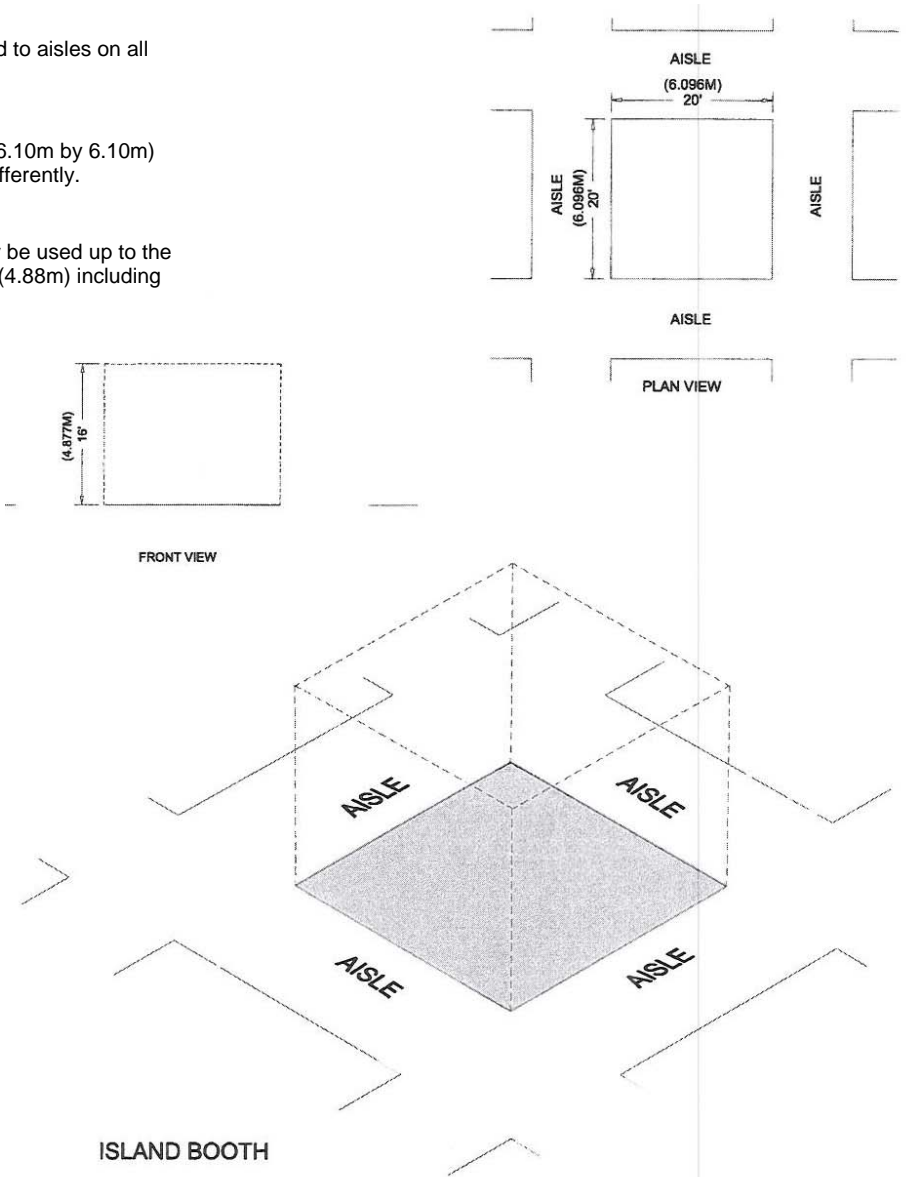 d to aisles on all
6.10m by 6.10m)
fferently.
be used up to the
(4.88m) including
AISLE
(6.096M)
20'
AISLE
(6.096M)
20'
AISLE
AISLE
PLAN VIEW
(4.877M)
16'
FRONT VIEW
AISLE
AISLE
AISLE
AISLE
ISLAND BOOTH